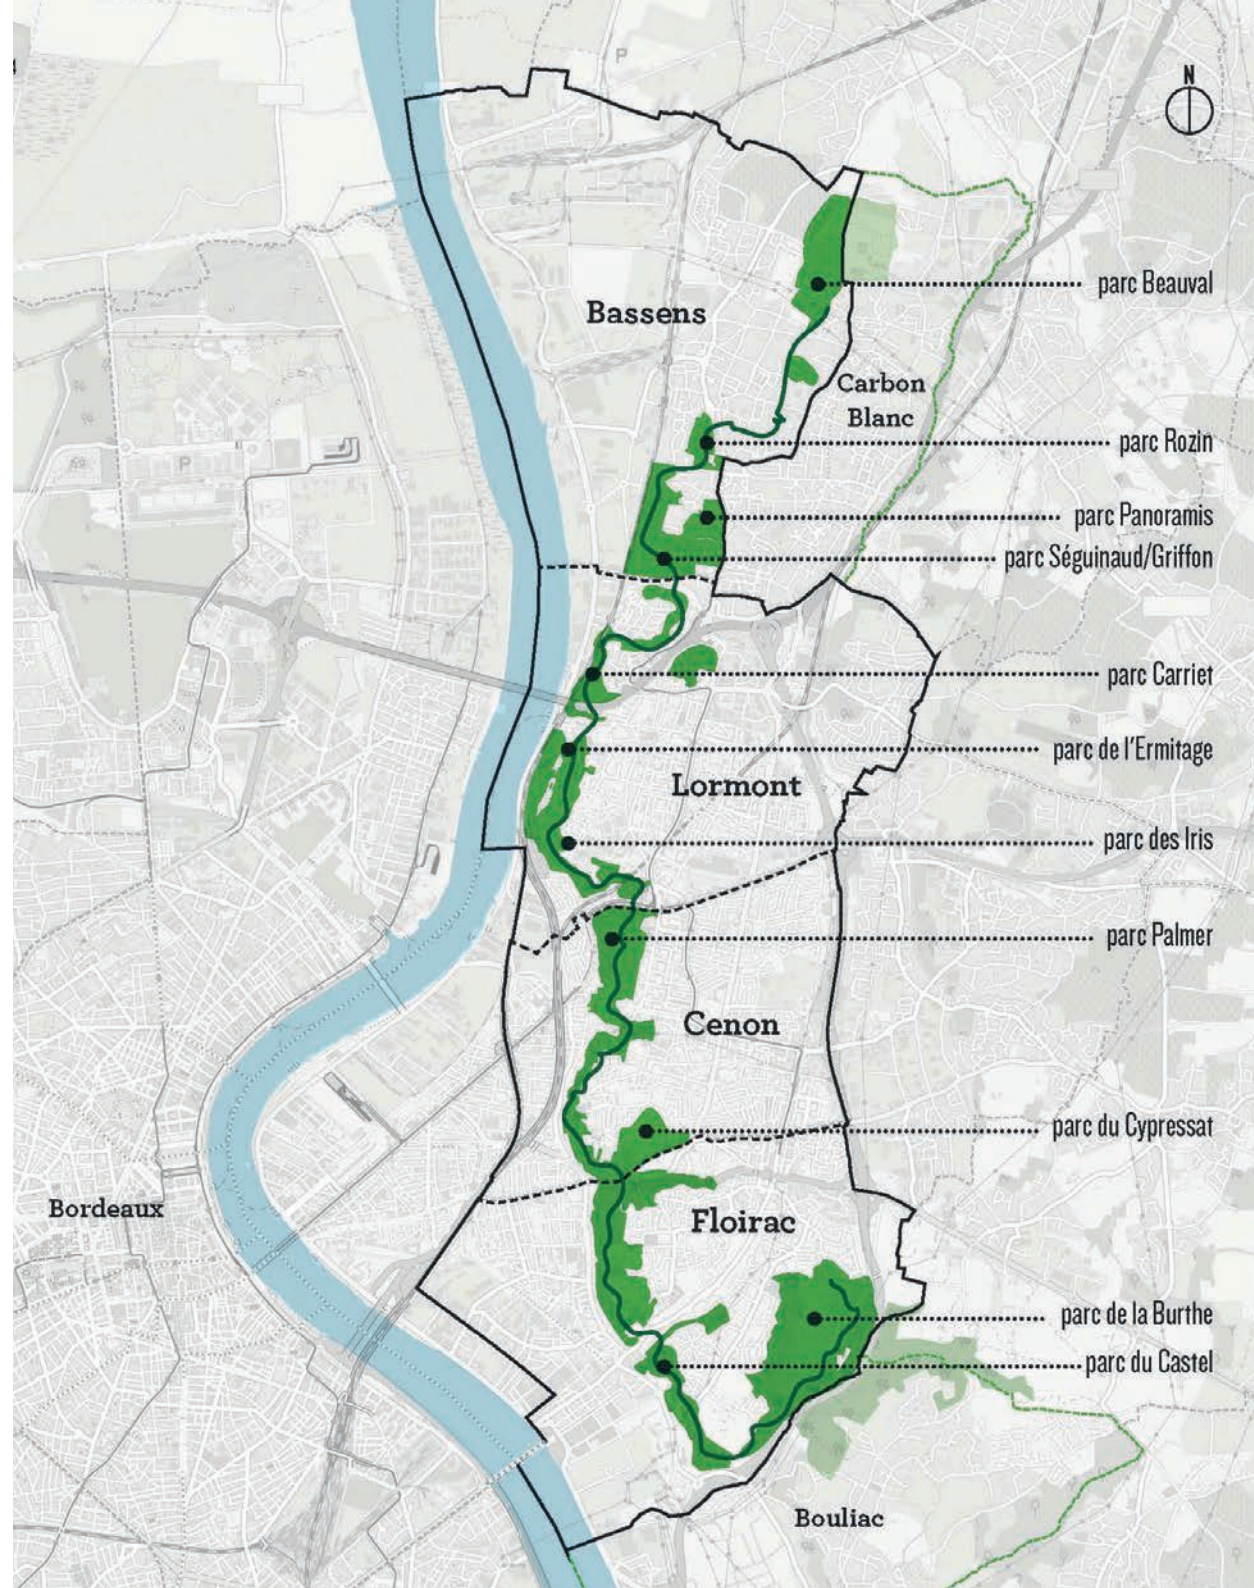 N
P
parc Beauval
Bassens
Carbon
Blanc
parc Rozin
P
parc Panoramis
parc Séguinaud/Griffon
parc Carriet
parc de l'Ermitage
Lormont
parc des Iris
parc Palmer
Cenon
parc du Cypressat
Bordeaux
Floirac
parc de la Burthe
parc du Castel
Bouliac